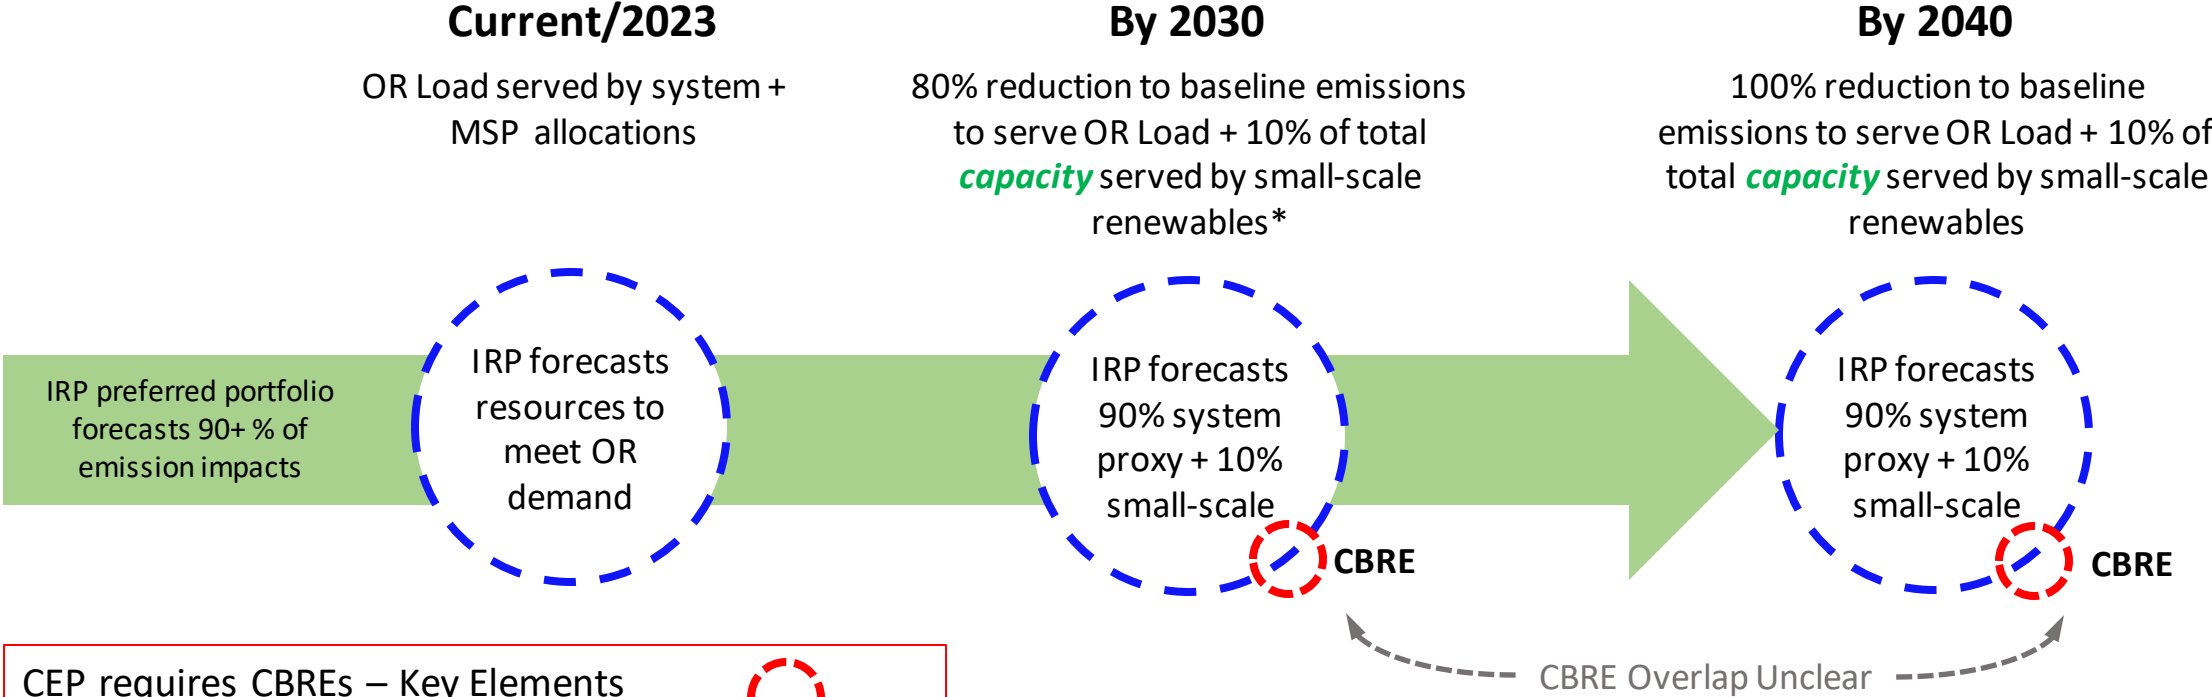 Current/2023
OR Load served by system +
MSP allocations
By 2030
80% reduction to baseline emissions
to serve OR Load + 10% of total
capacity served by small-scale
renewables*
By 2040
100% reduction to baseline
emissions to serve OR Load + 10% of
total capacity served by small-scale
renewables
IRP preferred portfolio
forecasts 90+ % of
emission impacts
IRP forecasts
resources to
meet OR
demand
IRP forecasts
90% system
proxy + 10%
small-scale
CBRE
IRP forecasts
90% system
proxy + 10%
small-scale
CBRE
CBRE Overlap Unclear
CEP requires CBREs – Key Elements